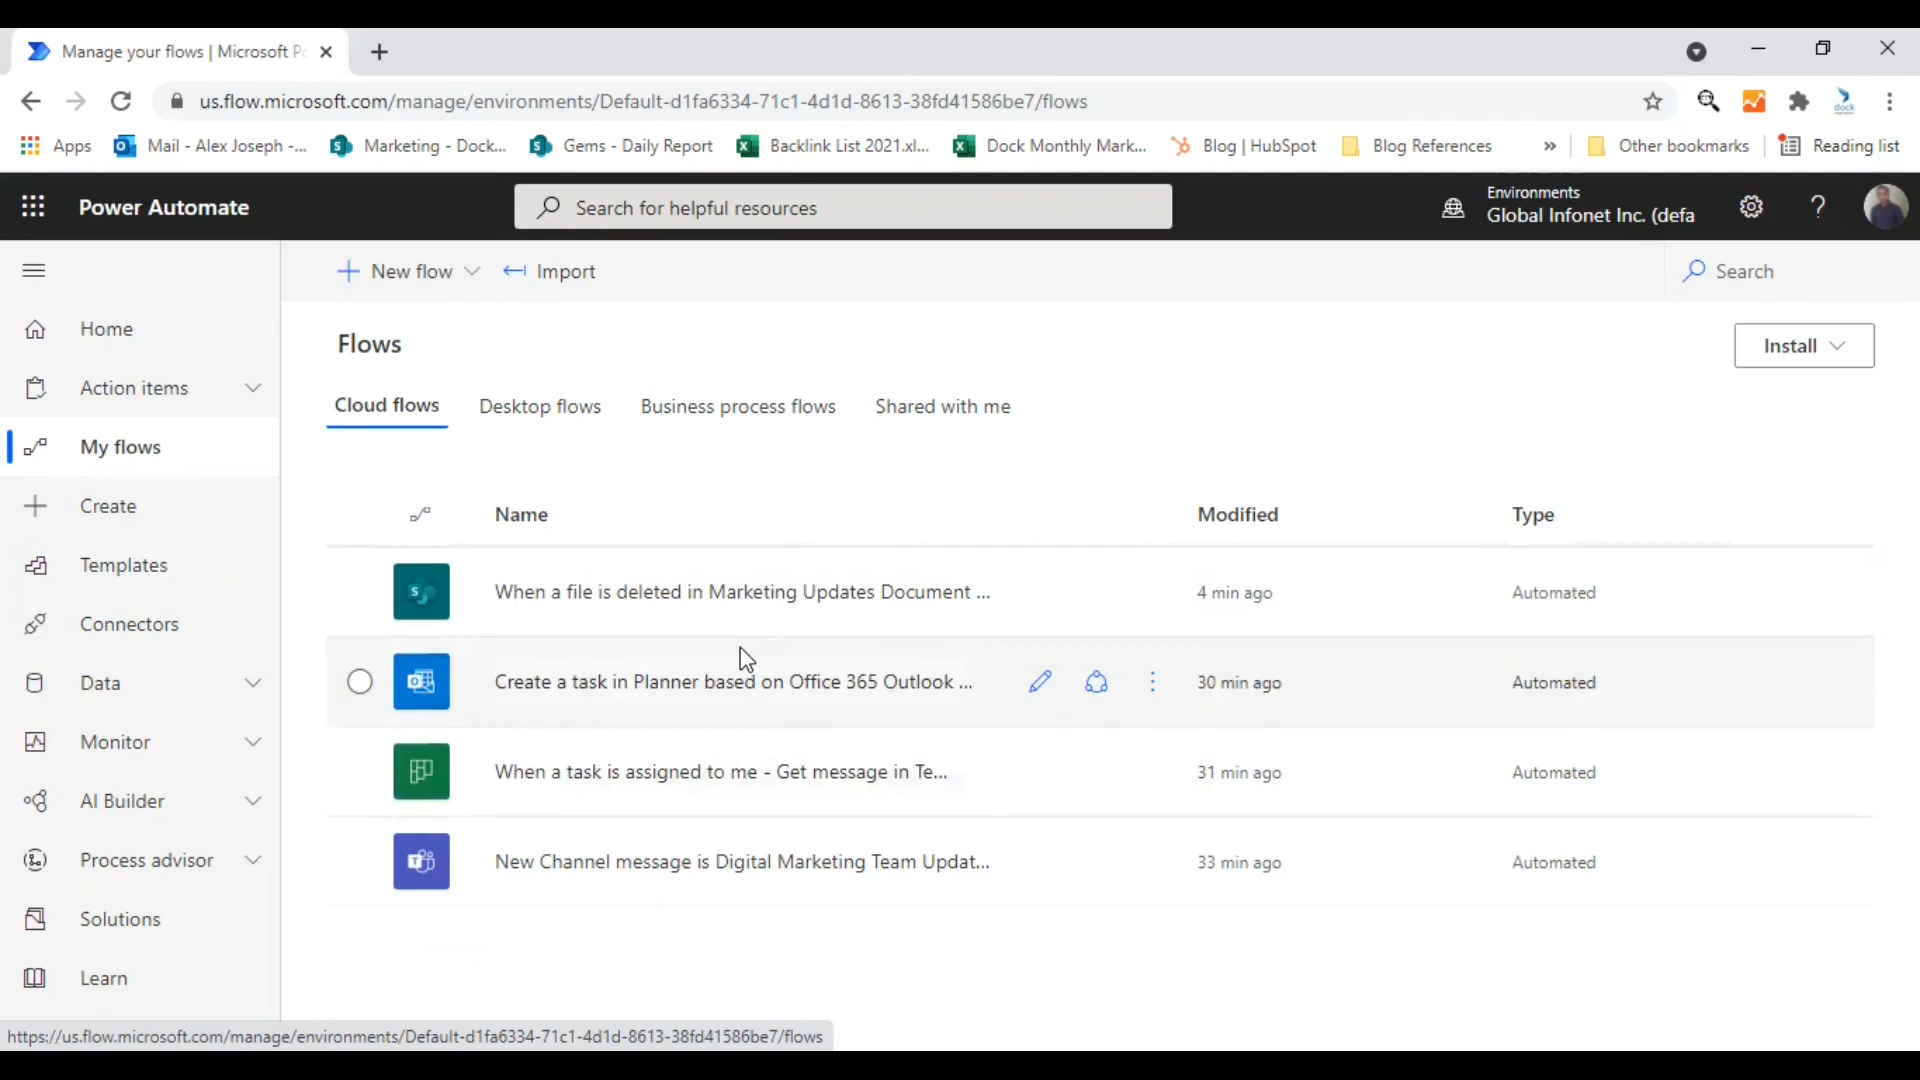 Manage your flows | Microsoft Po
us.flow.microsoft.com/manage/environments/Default-d1fa6334-71c1-4d1d-8613-38fd41586be7/flows
Apps
Mail - Alex Joseph -...
Marketing - Dock...
Gems - Daily Report
Backlink List 2021.xl...
Dock Monthly Mark...
Blog | HubSpot
Blog References
»
Other bookmarks
Reading list
Power Automate
Search for helpful resources
Environments
Global Infonet Inc. (defa
New flow
Import
Search
Home
Action items
My flows
Create
Templates
Connectors
Data
Monitor
AI Builder
Process advisor
Solutions
Learn
Flows
Install
Cloud flows
Desktop flows
Business process flows
Shared with me
Name Modified Type
When a file is deleted in Marketing Updates Document ... 4 min ago Automated
Create a task in Planner based on Office 365 Outlook ... 30 min ago Automated
When a task is assigned to me - Get message in Te... 31 min ago Automated
New Channel message is Digital Marketing Team Updat... 33 min ago Automated
https://us.flow.microsoft.com/manage/environments/Default-d1fa6334-71c1-4d1d-8613-38fd41586be7/flows